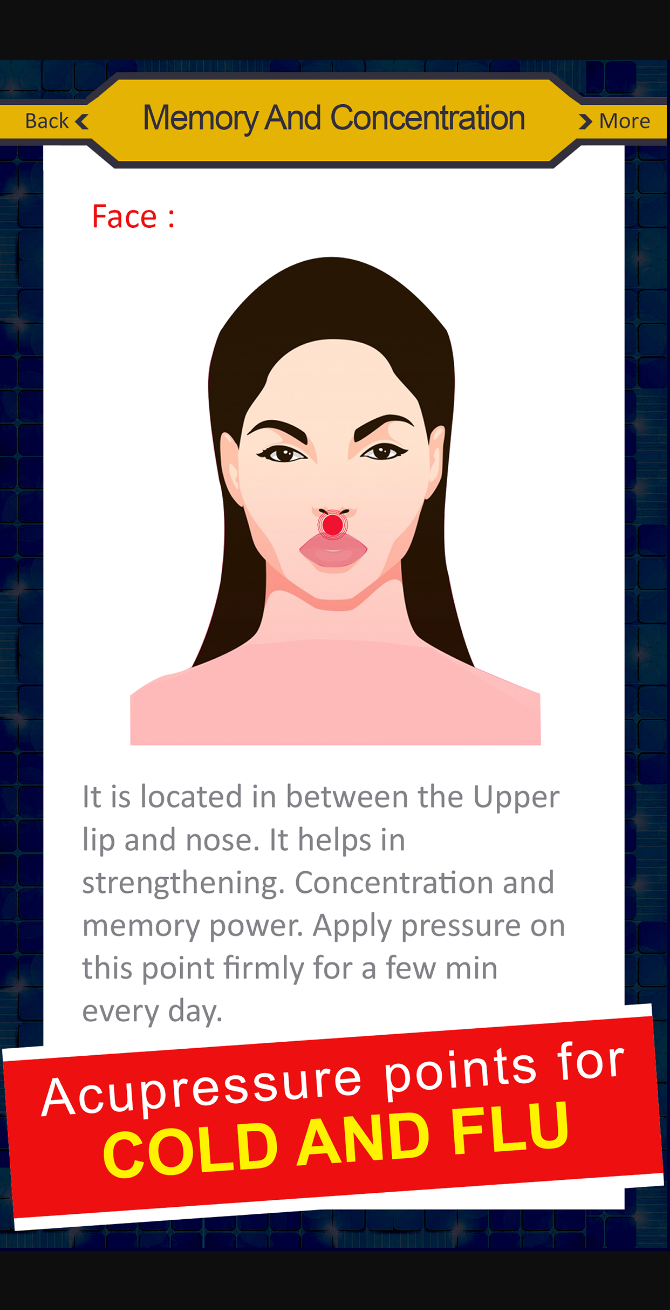 Back
Memory And Concentration
More
Face :
It is located in between the Upper
lip and nose. It helps in
strengthening. Concentration and
memory power. Apply pressure on
this point firmly for a few min
every day.
Acupressure points for
COLD AND FLU